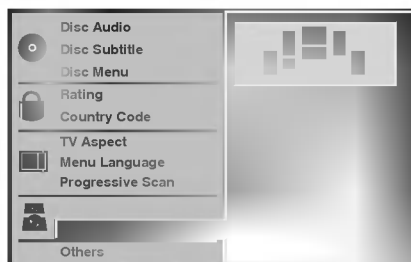 Disc Audio
Disc Subtitle
Disc Menu
Rating
Country Code
TV Aspect
Menu Language
Progressive Scan
Others